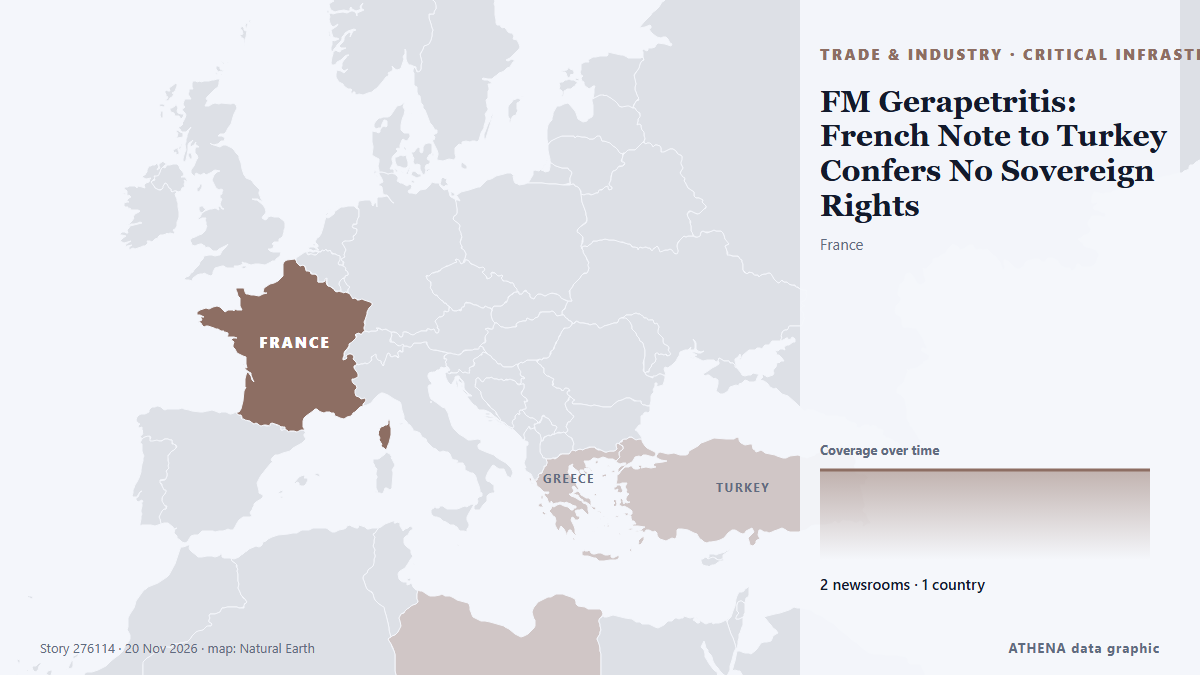 TRADE & INDUSTRY · CRITICAL INFRAST
FM Gerapetritis:
French Note to Turkey
Confers No Sovereign
Rights
France
FRANCE
GREECE
TURKEY
Coverage over time
2 newsrooms · 1 country
Story 276114 · 20 Nov 2026 · map: Natural Earth
ATHENA data graphic